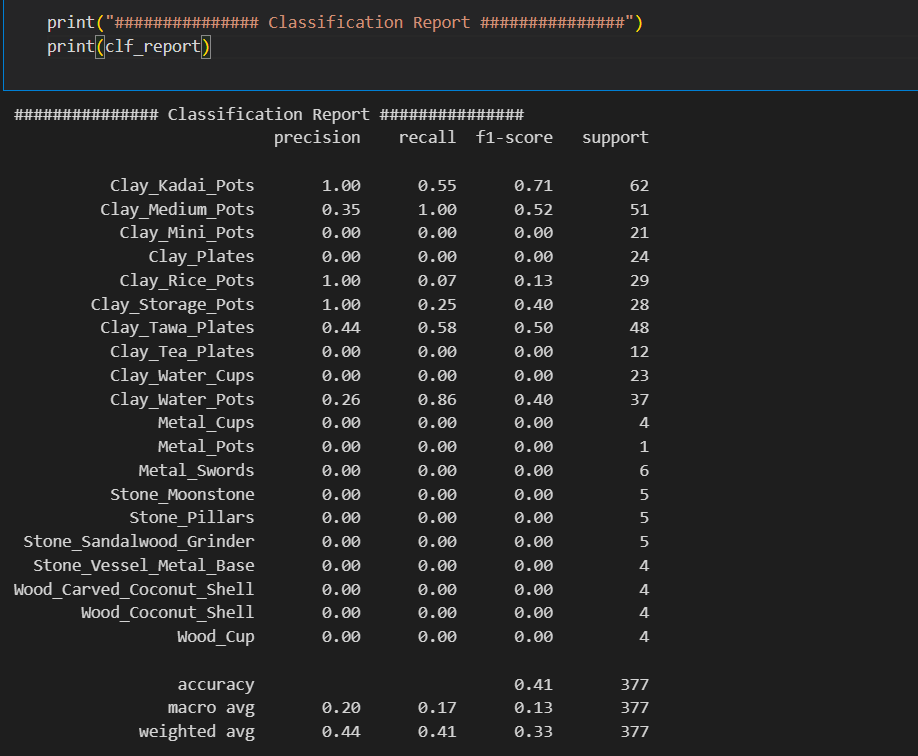 print("############### Classification Report ###############")
print(clf_report)
############### Classification Report ###############
precision recall f1-score support
Clay_Kadai_Pots 1.00 0.55 0.71 62
Clay_Medium_Pots 0.35 1.00 0.52 51
Clay_Mini_Pots 0.00 0.00 0.00 21
Clay_Plates 0.00 0.00 0.00 24
Clay_Rice_Pots 1.00 0.07 0.13 29
Clay_Storage_Pots 1.00 0.25 0.40 28
Clay_Tawa_Plates 0.44 0.58 0.50 48
Clay_Tea_Plates 0.00 0.00 0.00 12
Clay_Water_Cups 0.00 0.00 0.00 23
Clay_Water_Pots 0.26 0.86 0.40 37
Metal_Cups 0.00 0.00 0.00 4
Metal_Pots 0.00 0.00 0.00 1
Metal_Swords 0.00 0.00 0.00 6
Stone_Moonstone 0.00 0.00 0.00 5
Stone_Pillars 0.00 0.00 0.00 5
Stone_Sandalwood_Grinder 0.00 0.00 0.00 5
Stone_Vessel_Metal_Base 0.00 0.00 0.00 4
Wood_Carved_Coconut_Shell 0.00 0.00 0.00 4
Wood_Coconut_Shell 0.00 0.00 0.00 4
Wood_Cup 0.00 0.00 0.00 4
accuracy 0.41 377
macro avg 0.20 0.17 0.13 377
weighted avg 0.44 0.41 0.33 377